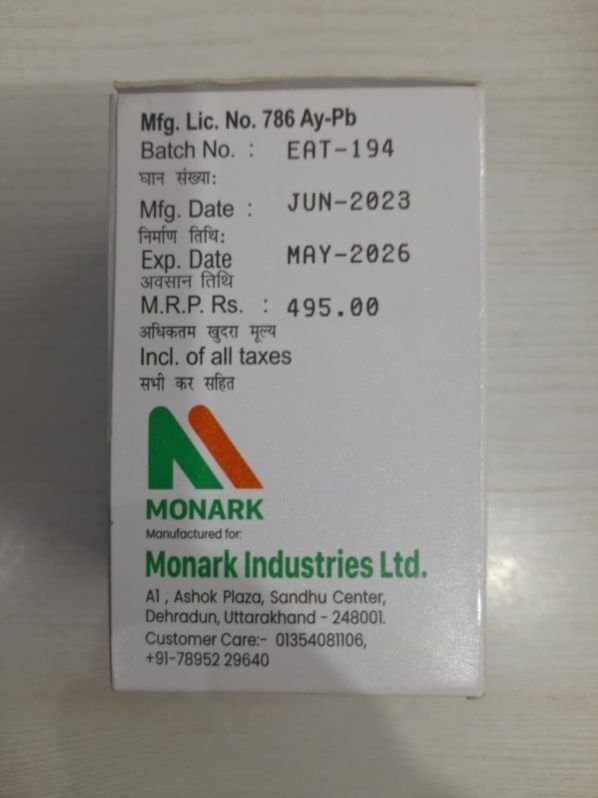 Mfg. Lic. No. 786 Ay-Pb
Batch No. : EAT-194
घान संख्या:
Mfg. Date : JUN-2023
निर्माण तिथि:
Exp. Date MAY-2026
अवसान तिथि
M.R.P. Rs. : 495.00
अधिकतम खुदरा मूल्य
Incl. of all taxes
सभी कर सहित
MONARK
Manufactured for:
Monark Industries Ltd.
A1 , Ashok Plaza, Sandhu Center,
Dehradun, Uttarakhand - 248001.
Customer Care:- 01354081106,
+91-78952 29640